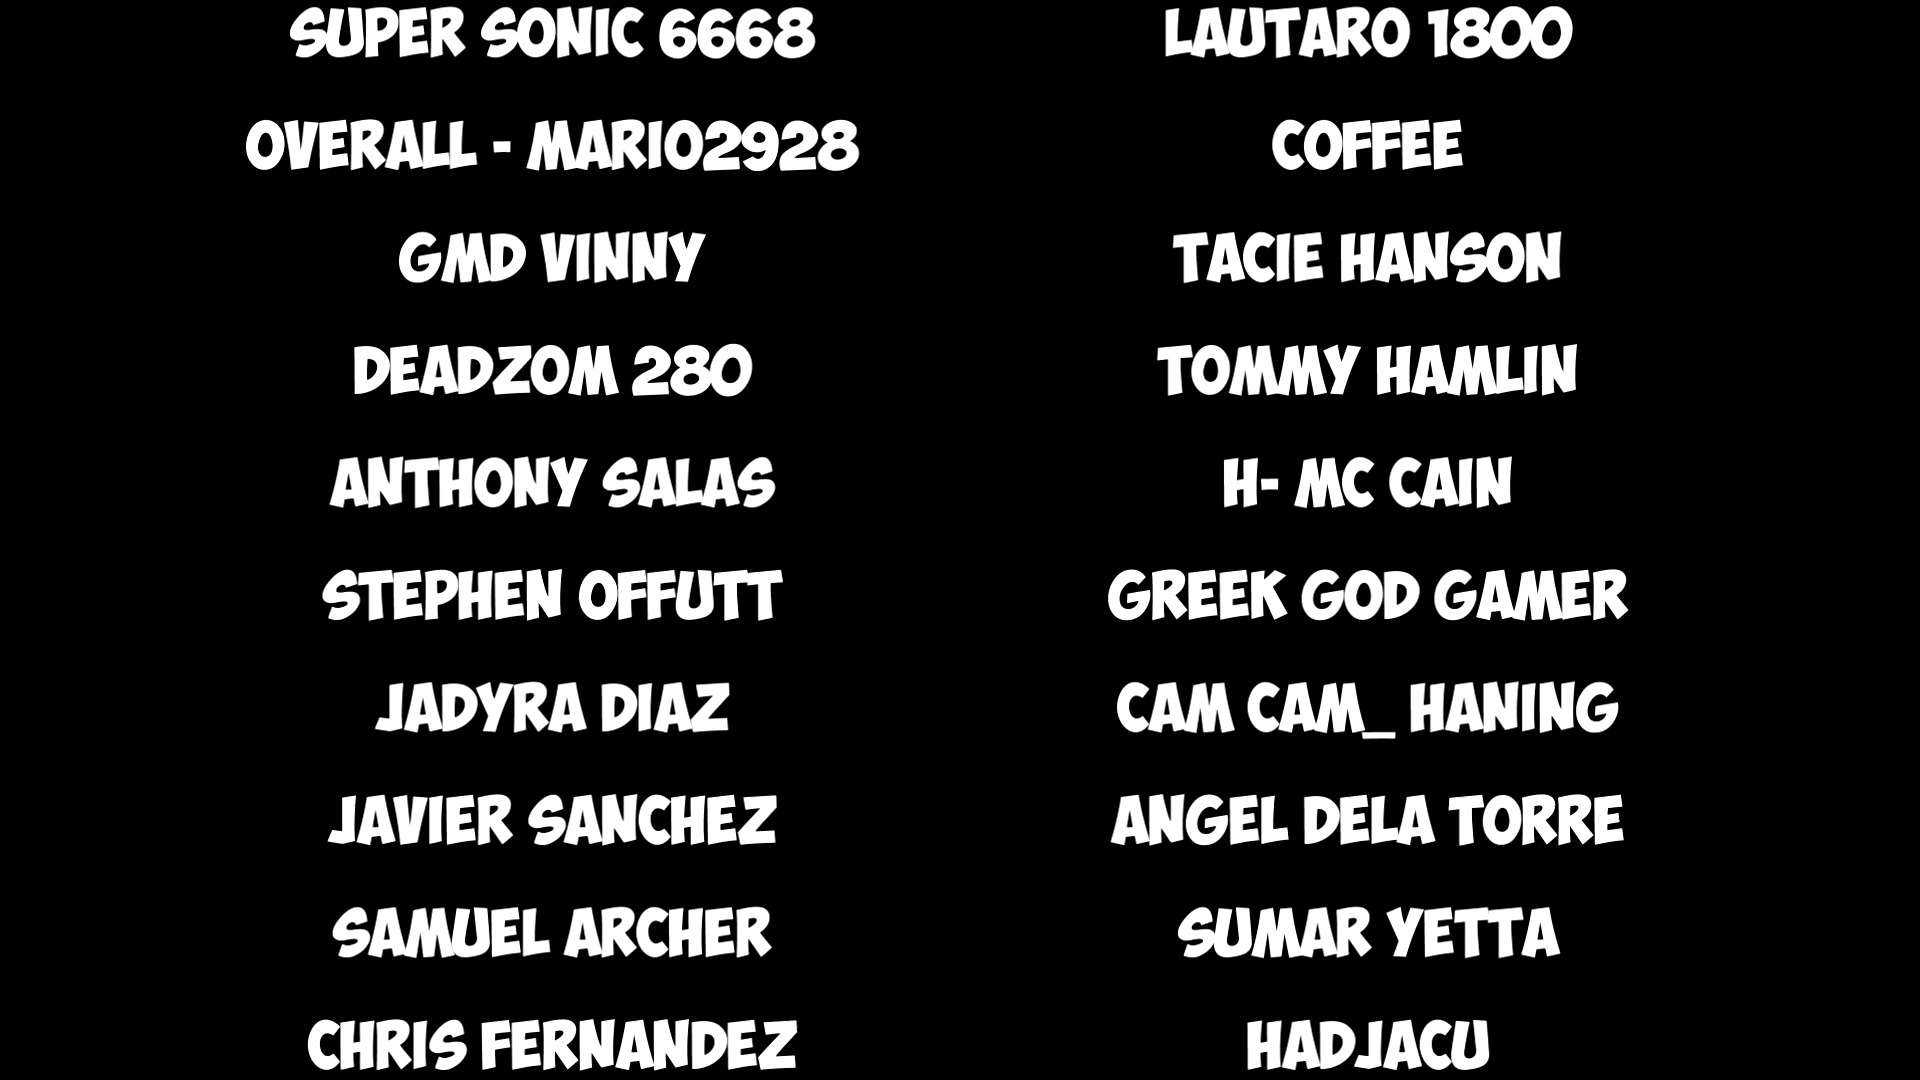 SUPER SONIC 6668
OVERALL - MARIO2928
GMD VINNY
DEADZOM 280
ANTHONY SALAS
STEPHEN OFFUTT
JADYRA DIAZ
JAVIER SANCHEZ
SAMUEL ARCHER
CHRIS FERNANDEZ
LAUTARO 1800
COFFEE
TACIE HANSON
TOMMY HAMLIN
H- MC CAIN
GREEK GOD GAMER
CAM CAM_ HANING
ANGEL DELA TORRE
SUMAR YETTA
HADJACU